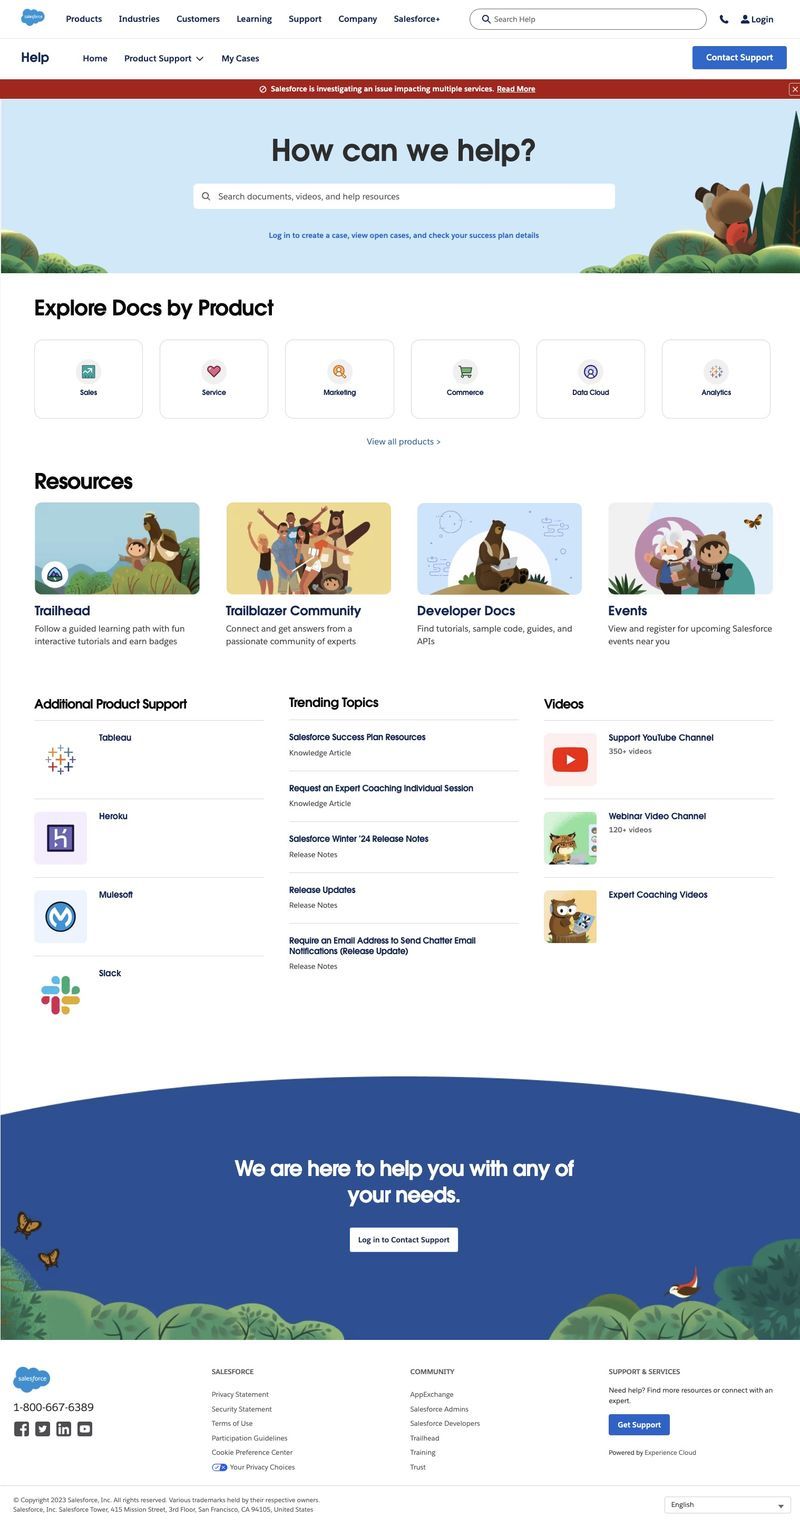 salesforce
Products Industries Customers Learning Support Company Salesforce+ Search Help Login
Help Home Product Support My Cases Contact Support
Salesforce is investigating an issue impacting multiple services. Read More
How can we help?
Search documents, videos, and help resources
Log in to create a case, view open cases, and check your success plan details
Explore Docs by Product
Sales Service Marketing Commerce Data Cloud Analytics
View all products >
Resources
Trailhead
Follow a guided learning path with fun
interactive tutorials and earn badges
Trailblazer Community
Connect and get answers from a
passionate community of experts
Developer Docs
Find tutorials, sample code, guides, and
APIs
Events
View and register for upcoming Salesforce
events near you
Additional Product Support
Tableau
Heroku
Mulesoft
Slack
Trending Topics
Salesforce Success Plan Resources
Knowledge Article
Request an Expert Coaching Individual Session
Knowledge Article
Salesforce Winter '24 Release Notes
Release Notes
Release Updates
Release Notes
Require an Email Address to Send Chatter Email
Notifications (Release Update)
Release Notes
Videos
Support YouTube Channel
350+ videos
Webinar Video Channel
120+ videos
Expert Coaching Videos
We are here to help you with any of
your needs.
Log in to Contact Support
salesforce
1-800-667-6389
SALESFORCE
Privacy Statement
Security Statement
Terms of Use
Participation Guidelines
Cookie Preference Center
Your Privacy Choices
COMMUNITY
AppExchange
Salesforce Admins
Salesforce Developers
Trailhead
Training
Trust
SUPPORT & SERVICES
Need help? Find more resources or connect with an
expert.
Get Support
Powered by Experience Cloud
© Copyright 2023 Salesforce, Inc. All rights reserved. Various trademarks held by their respective owners.
Salesforce, Inc. Salesforce Tower, 415 Mission Street, 3rd Floor, San Francisco, CA 94105, United States
English